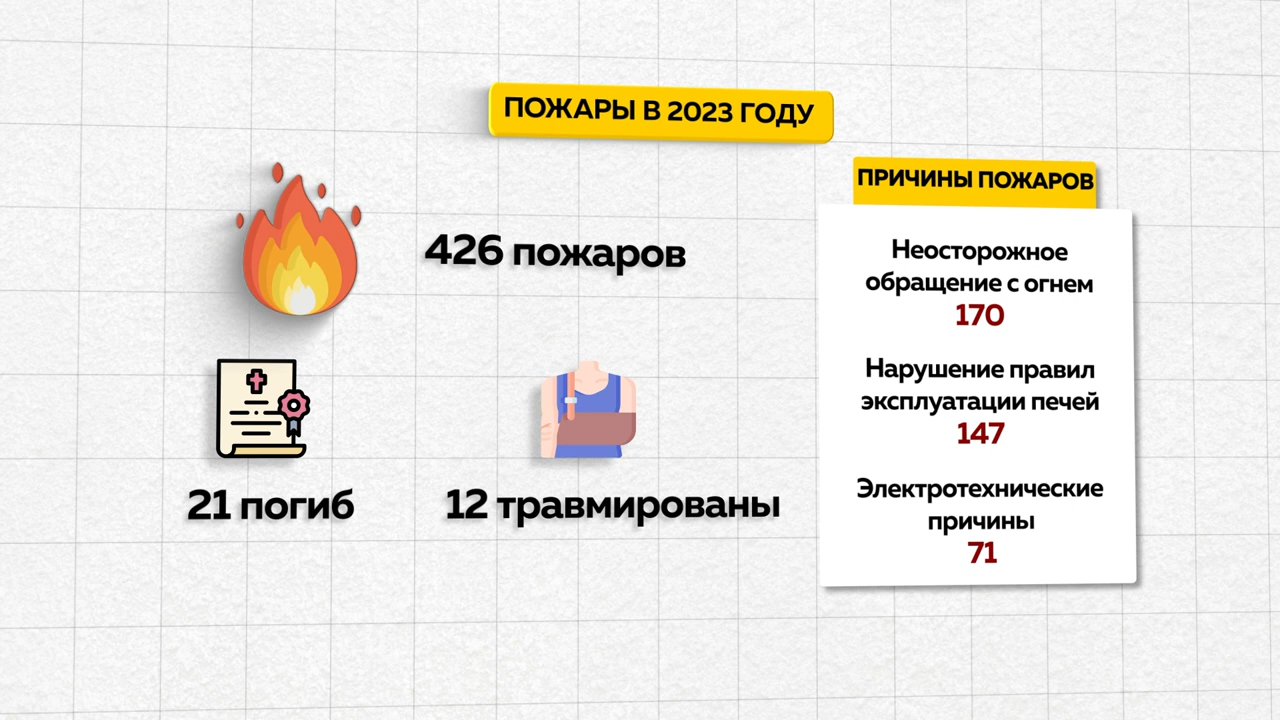 ПОЖАРЫ В 2023 ГОДУ
426 пожаров
21 погиб
12 травмированы
ПРИЧИНЫ ПОЖАРОВ
Неосторожное
обращение с огнем
170
Нарушение правил
эксплуатации печей
147
Электротехнические
причины
71